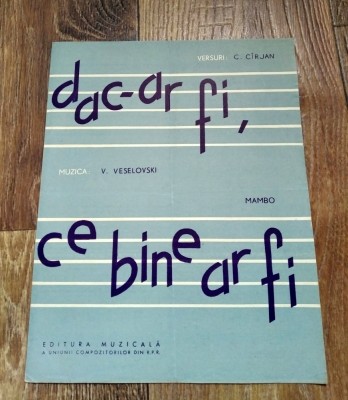 VERSURI C. CÎRJAN
dac-ar fi,
MUZICA V. VESELOVSKI
MAMBO
ce bine ar fi
EDITURA MUZICALĂ
A UNIUNII COMPOZITORILOR DIN R.P.R.